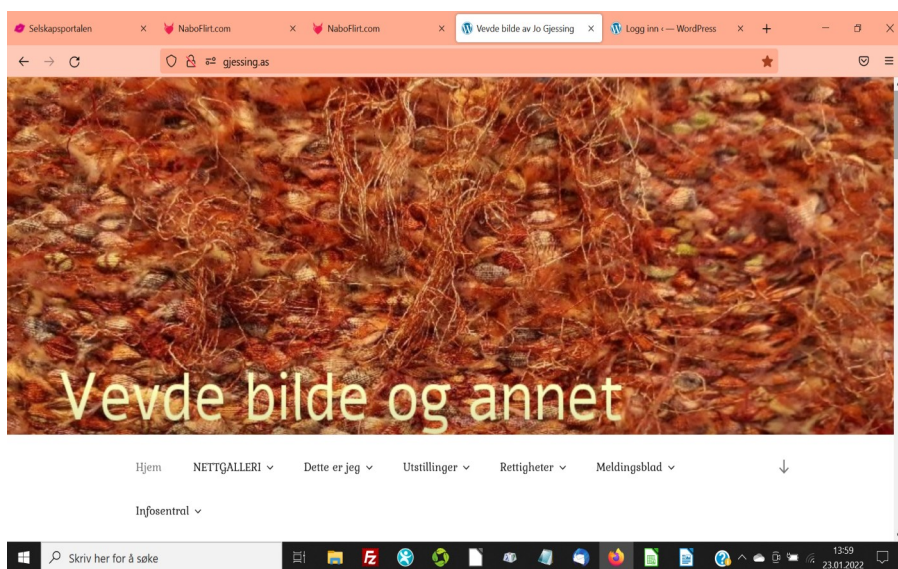 Selskapsportalen
NaboFlirt.com
NaboFlirt.com
Vevde bilde av Jo Gjessing
Logg inn ‹ — WordPress
gjessing.as
Vevde bilde og annet
Hjem NETTGALLERI Dette er jeg Utstillinger Rettigheter Meldingsblad
Infosentral
Skriv her for å søke
13:59
23.01.2022